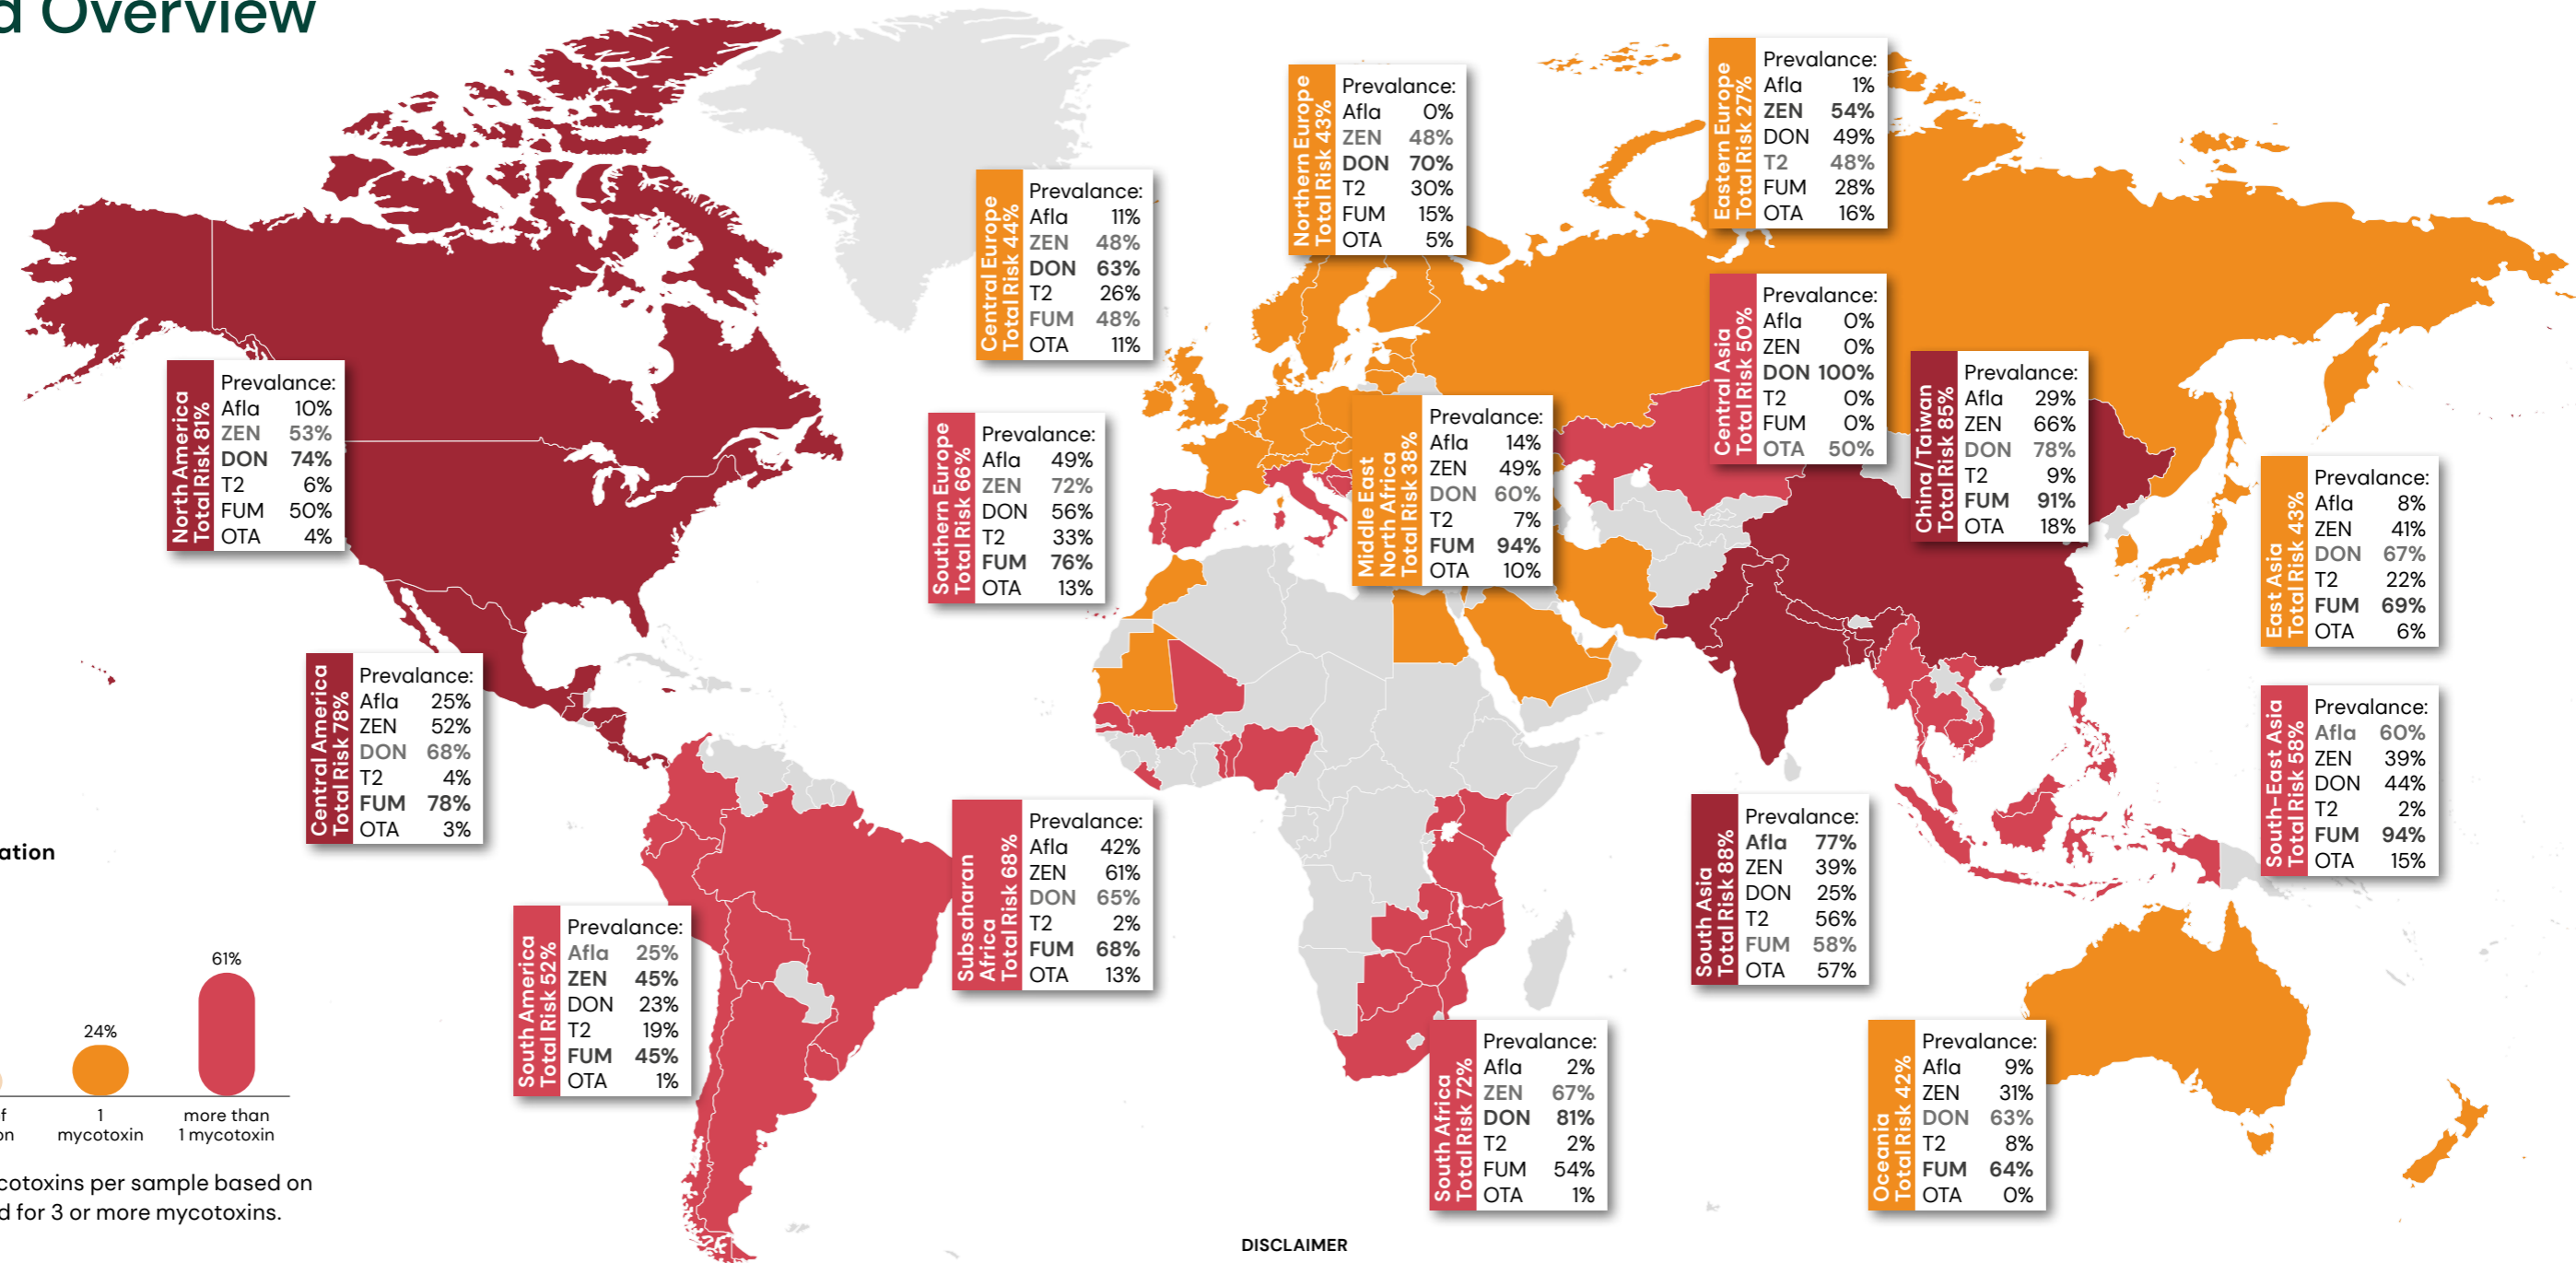 d Overview
Northern Europe
Total Risk 43%
Prevalance:
Afla 0%
ZEN 48%
DON 70%
T2 30%
FUM 15%
OTA 5%
Eastern Europe
Total Risk 27%
Prevalance:
Afla 1%
ZEN 54%
DON 49%
T2 48%
FUM 28%
OTA 16%
Central Europe
Total Risk 44%
Prevalance:
Afla 11%
ZEN 48%
DON 63%
T2 26%
FUM 48%
OTA 11%
Central Asia
Total Risk 50%
Prevalance:
Afla 0%
ZEN 0%
DON 100%
T2 0%
FUM 0%
OTA 50%
North America
Total Risk 81%
Prevalance:
Afla 10%
ZEN 53%
DON 74%
T2 6%
FUM 50%
OTA 4%
Southern Europe
Total Risk 66%
Prevalance:
Afla 49%
ZEN 72%
DON 56%
T2 33%
FUM 76%
OTA 13%
Middle East
North Africa
Total Risk 38%
Prevalance:
Afla 14%
ZEN 49%
DON 60%
T2 7%
FUM 94%
OTA 10%
China/Taiwan
Total Risk 85%
Prevalance:
Afla 29%
ZEN 66%
DON 78%
T2 9%
FUM 91%
OTA 18%
East Asia
Total Risk 43%
Prevalance:
Afla 8%
ZEN 41%
DON 67%
T2 22%
FUM 69%
OTA 6%
Central America
Total Risk 78%
Prevalance:
Afla 25%
ZEN 52%
DON 68%
T2 4%
FUM 78%
OTA 3%
South-East Asia
Total Risk 58%
Prevalance:
Afla 60%
ZEN 39%
DON 44%
T2 2%
FUM 94%
OTA 15%
Subsaharan
Africa
Total Risk 68%
Prevalance:
Afla 42%
ZEN 61%
DON 65%
T2 2%
FUM 68%
OTA 13%
South Asia
Total Risk 88%
Prevalance:
Afla 77%
ZEN 39%
DON 25%
T2 56%
FUM 58%
OTA 57%
South America
Total Risk 52%
Prevalance:
Afla 25%
ZEN 45%
DON 23%
T2 19%
FUM 45%
OTA 1%
South Africa
Total Risk 72%
Prevalance:
Afla 2%
ZEN 67%
DON 81%
T2 2%
FUM 54%
OTA 1%
Oceania
Total Risk 42%
Prevalance:
Afla 9%
ZEN 31%
DON 63%
T2 8%
FUM 64%
OTA 0%
ation
61%
24%
f
on
1
mycotoxin
more than
1 mycotoxin
cotoxins per sample based on
d for 3 or more mycotoxins.
DISCLAIMER